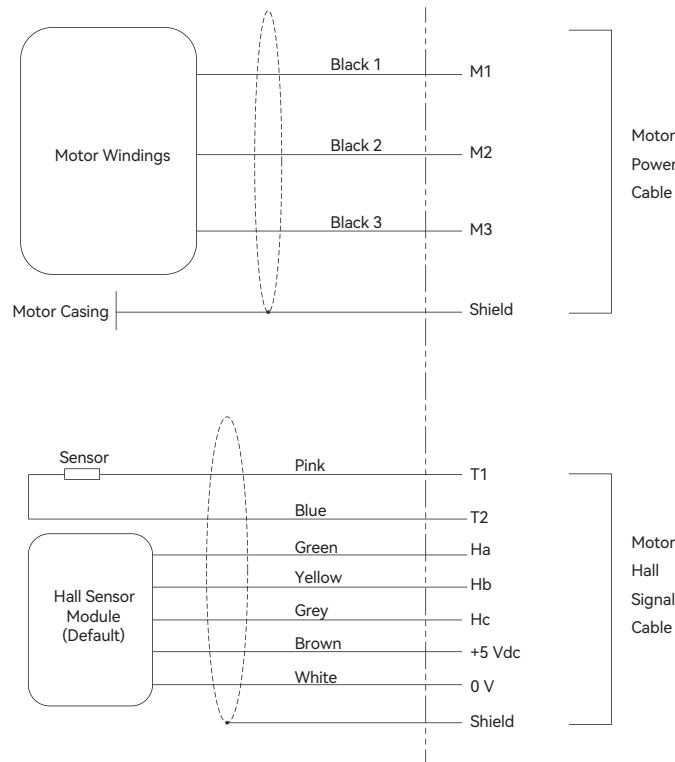 Motor Windings
Black 1
M1
Black 2
M2
Black 3
M3
Motor Casing
Shield
Motor
Power
Cable
Sensor
Pink
T1
Blue
T2
Hall Sensor
Module
(Default)
Green
Ha
Yellow
Hb
Grey
Hc
Brown
+5 Vdc
White
0 V
Shield
Motor
Hall
Signal
Cable